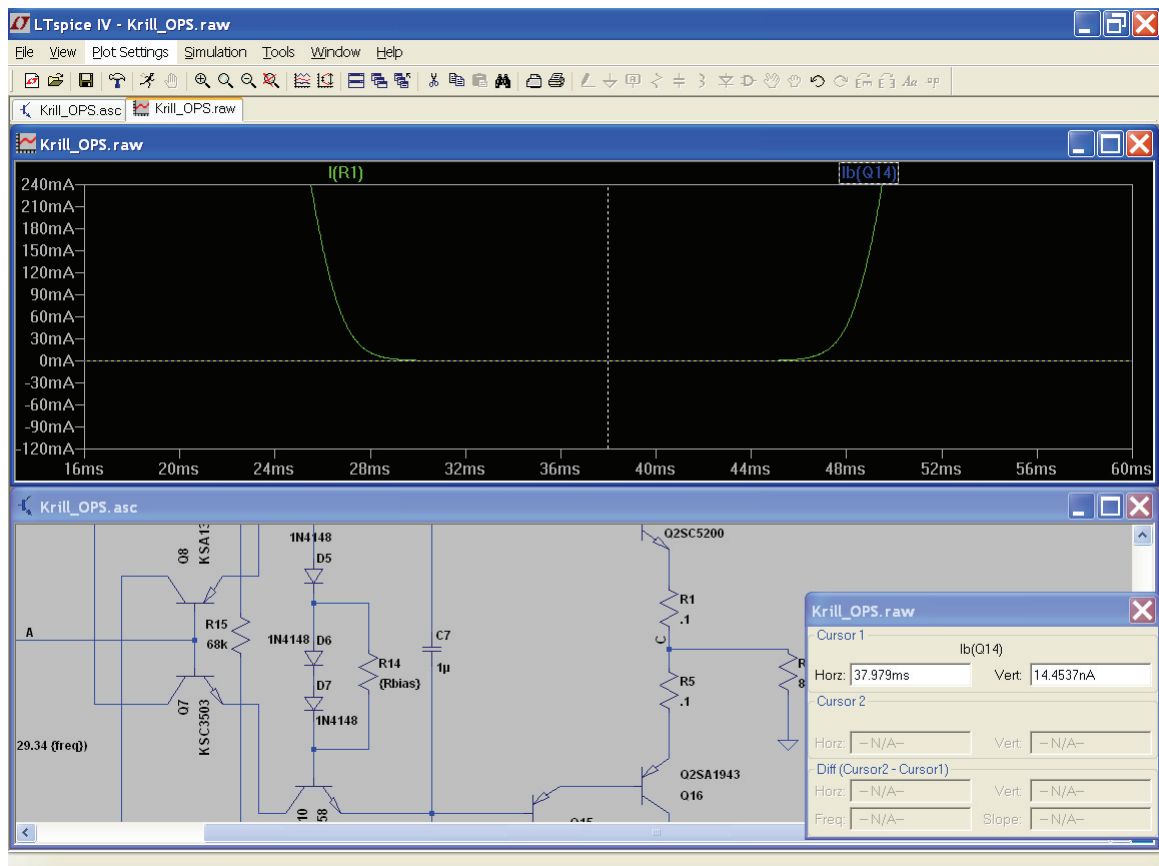 LTspice IV - Krill_OPS.raw
File View Plot Settings Simulation Tools Window Help
Krill_OPS.asc Krill_OPS.raw
Krill_OPS.raw
I(R1) Ib(Q14)
240mA
210mA
180mA
150mA
120mA
90mA
60mA
30mA
0mA
-30mA
-60mA
-90mA
-120mA
16ms 20ms 24ms 28ms 32ms 36ms 40ms 44ms 48ms 52ms 56ms 60ms
Krill_OPS.asc
Q8
KSA13
1N4148
D5
Q2SC5200
R1
.1
A
R15
68k
1N4148 D6
R14
{Rbias}
C7
1µ
C
R
8
R5
.1
D7
1N4148
Q7
KSC3503
29.34 {freq})
Q2SA1943
Q16
10
58
Q15
Krill_OPS.raw
Cursor 1
Ib(Q14)
Horz: 37.979ms Vert: 14.4537nA
Cursor 2
Horz: -N/A- Vert: -N/A-
Diff (Cursor2 - Cursor1)
Horz: -N/A- Vert: -N/A-
Freq: -N/A- Slope: -N/A-